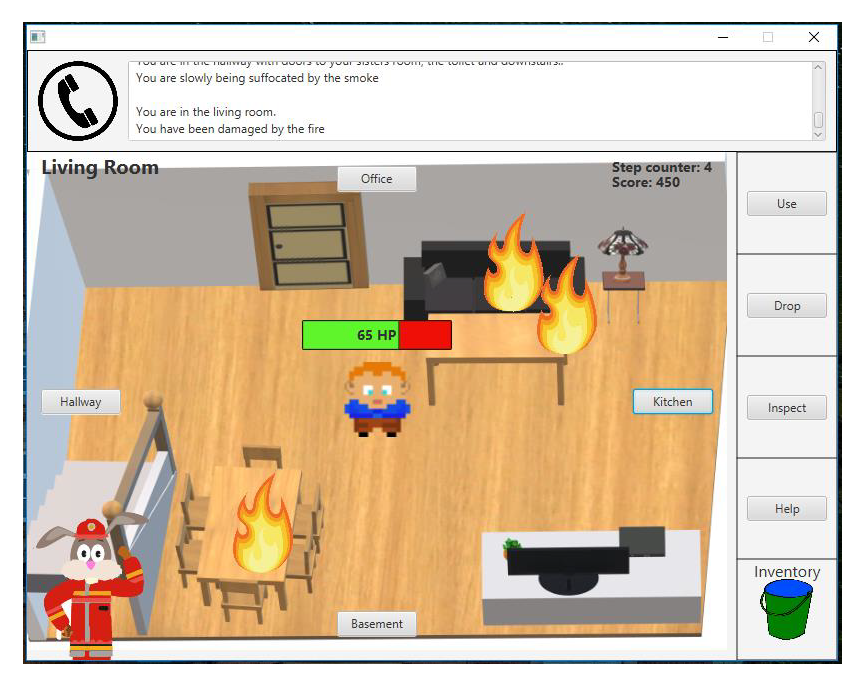 You are in the hallway with doors to your sisters room, the toilet and downstairs..
You are slowly being suffocated by the smoke
You are in the living room.
You have been damaged by the fire
Living Room
Office
Step counter: 4
Score: 450
Use
65 HP
Drop
Hallway
Kitchen
Inspect
Help
Inventory
Basement